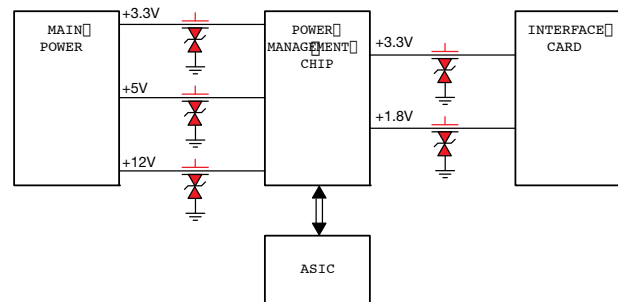 MAIN
POWER
+3.3V
+5V
+12V
POWER
MANAGEMENT
CHIP
+3.3V
+1.8V
INTERFACE
CARD
ASIC